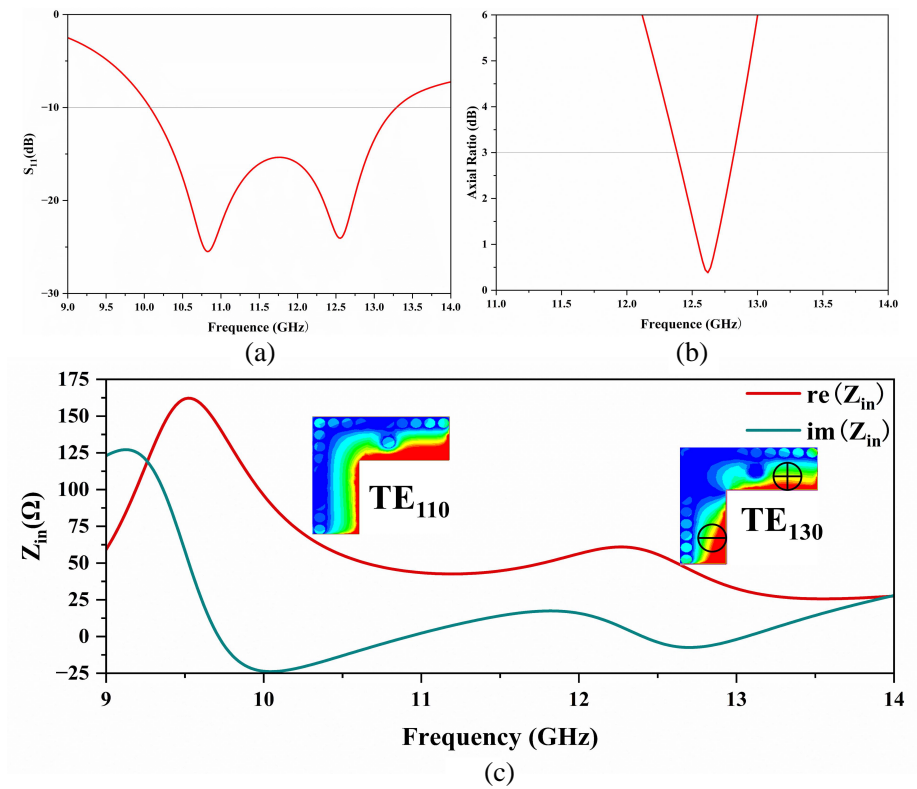 0
−10
−20
−30
S₁₁(dB)
9.0 9.5 10.0 10.5 11.0 11.5 12.0 12.5 13.0 13.5 14.0
Frequence (GHz)
(a)
6
5
4
3
2
1
0
Axial Ratio (dB)
11.0 11.5 12.0 12.5 13.0 13.5 14.0
Frequence (GHz)
(b)
175
150
125
100
75
50
25
0
−25
Zᵢₙ(Ω)
re(Zᵢₙ)
im(Zᵢₙ)
TE₁₁₀
TE₁₃₀
9 10 11 12 13 14
Frequency (GHz)
(c)